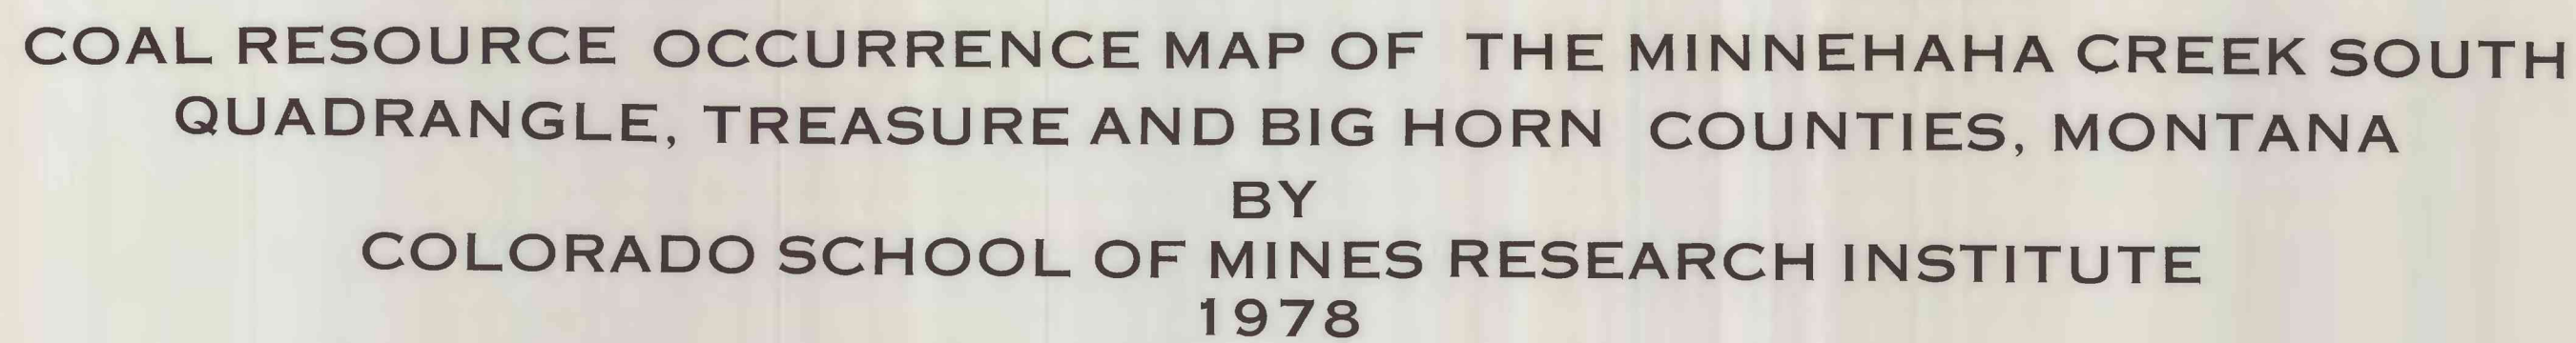 COAL RESOURCE OCCURRENCE MAP OF THE MINNEHAHA CREEK SOUTH
QUADRANGLE, TREASURE AND BIG HORN COUNTIES, MONTANA
BY
COLORADO SCHOOL OF MINES RESEARCH INSTITUTE
1978